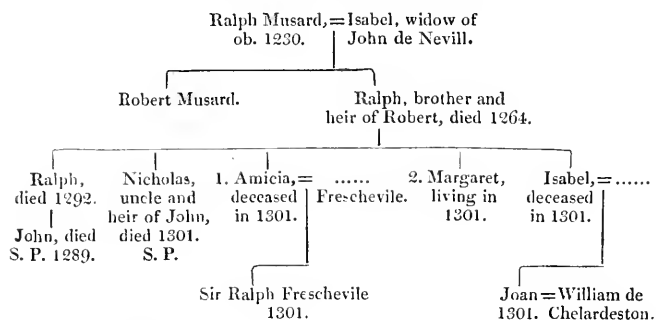 Ralph Musard, = Isabel, widow of
ob. 1230. John de Nevill.
Robert Musard. Ralph, brother and
heir of Robert, died 1264.
Ralph,
died 1292.
John, died
S. P. 1289.
Nicholas,
uncle and
heir of John,
died 1301.
S. P.
1. Amicia, = ......
deceased Freschevile.
in 1301.
2. Margaret,
living in
1301.
Isabel, = ......
deceased
in 1301.
Sir Ralph Freschevile
1301.
Joan = William de
1301. Chelardeston.